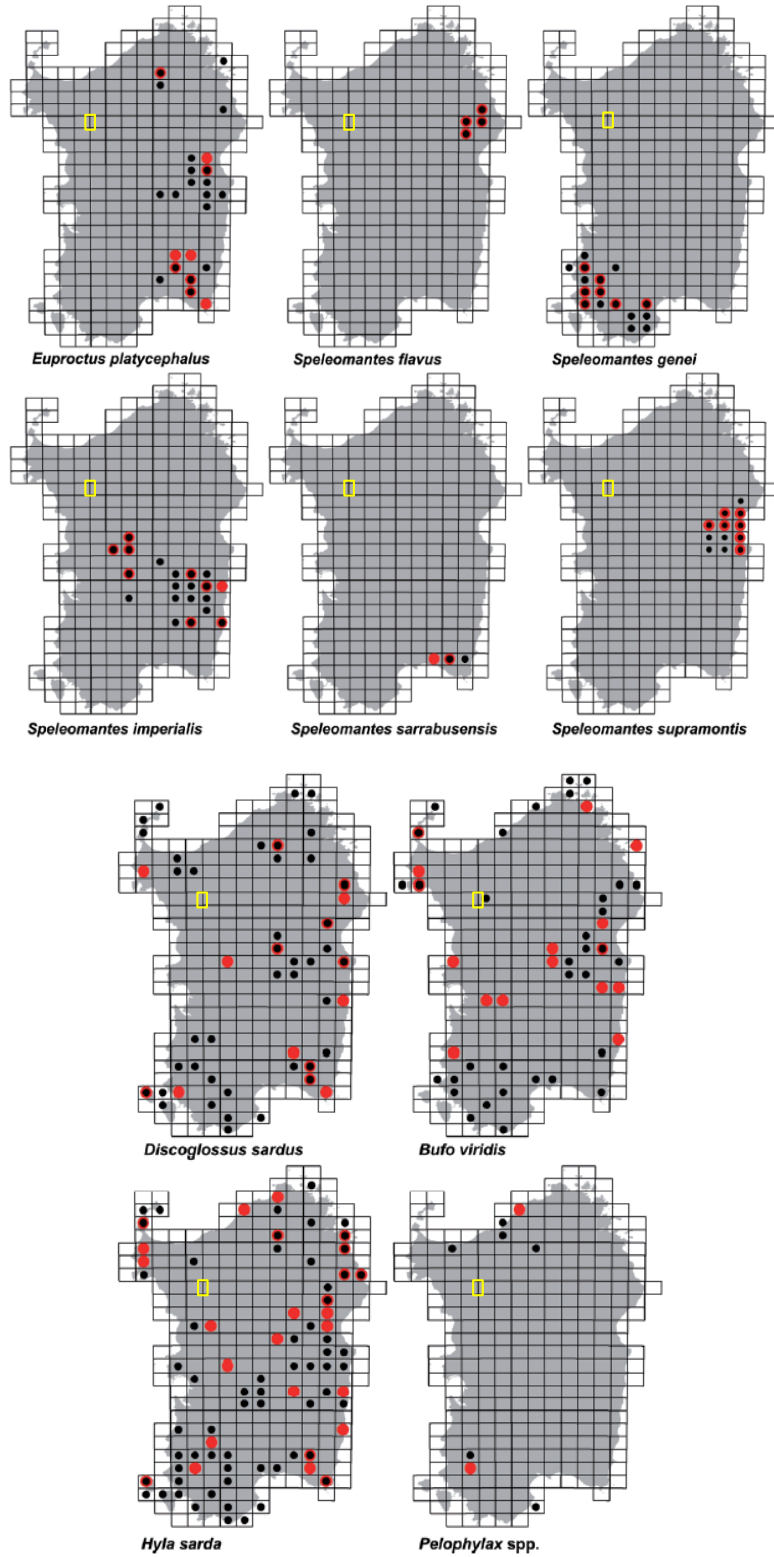 Euproctus platycephalus
Speleomantes flavus
Speleomantes genei
Speleomantes imperialis
Speleomantes sarrabusensis
Speleomantes supramontis
Discoglossus sardus
Bufo viridis
Hyla sarda
Pelophylax spp.